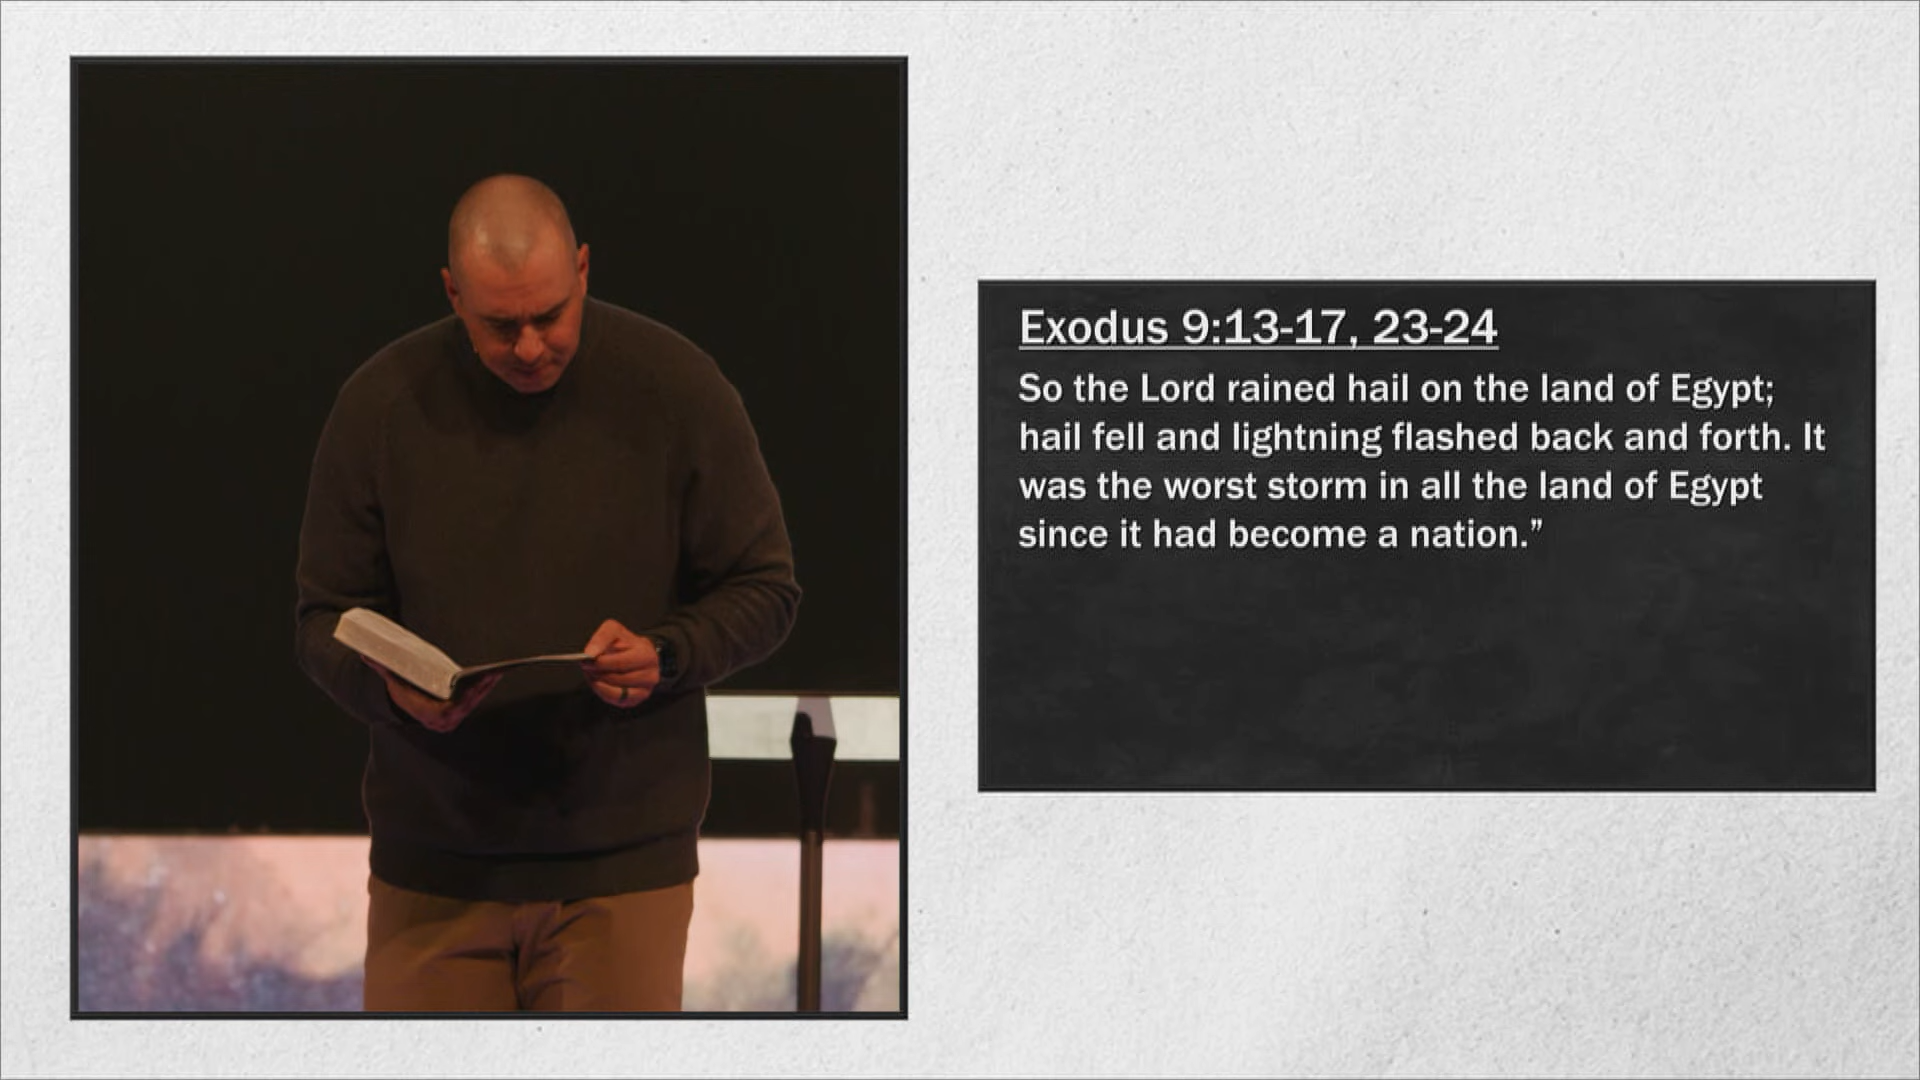 Exodus 9:13-17, 23-24
So the Lord rained hail on the land of Egypt;
hail fell and lightning flashed back and forth. It
was the worst storm in all the land of Egypt
since it had become a nation.”